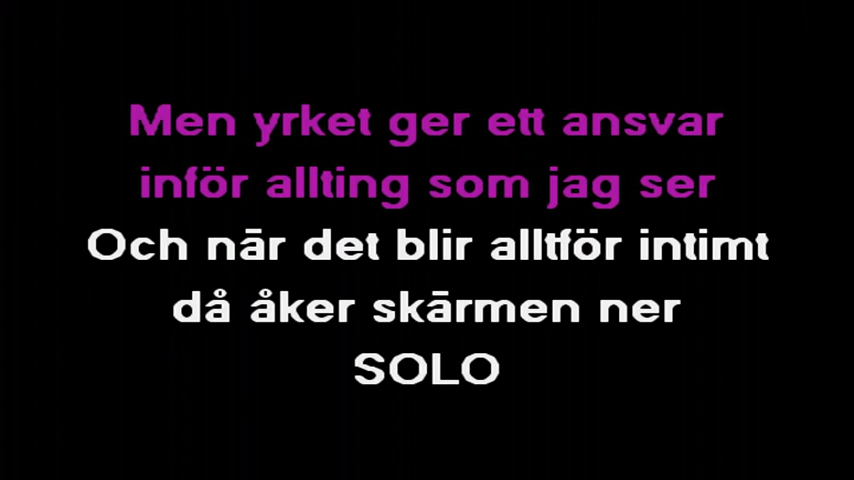 Men yrket ger ett ansvar
inför allting som jag ser
Och när det blir alltför intimt
då åker skärmen ner
SOLO